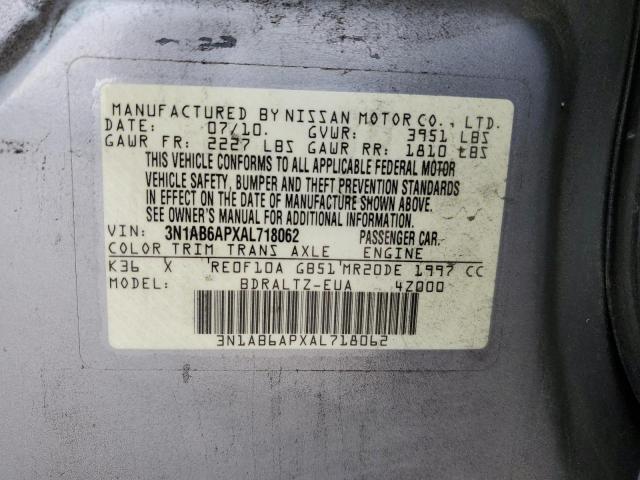 MANUFACTURED BY NISSAN MOTOR CO., LTD.
DATE: 07/10. GVWR: 3951 LBS
GAWR FR: 2227 LBS GAWR RR: 1810 LBS
THIS VEHICLE CONFORMS TO ALL APPLICABLE FEDERAL MOTOR
VEHICLE SAFETY, BUMPER AND THEFT PREVENTION STANDARDS
IN EFFECT ON THE DATE OF MANUFACTURE SHOWN ABOVE.
SEE OWNER'S MANUAL FOR ADDITIONAL INFORMATION.
VIN: 3N1AB6APXAL718062 PASSENGER CAR.
COLOR TRIM TRANS AXLE ENGINE
K36 X RE0F10A GB51 MR20DE 1997 CC
MODEL: BDRALTZ-EUA 4Z000
3N1AB6APXAL718062